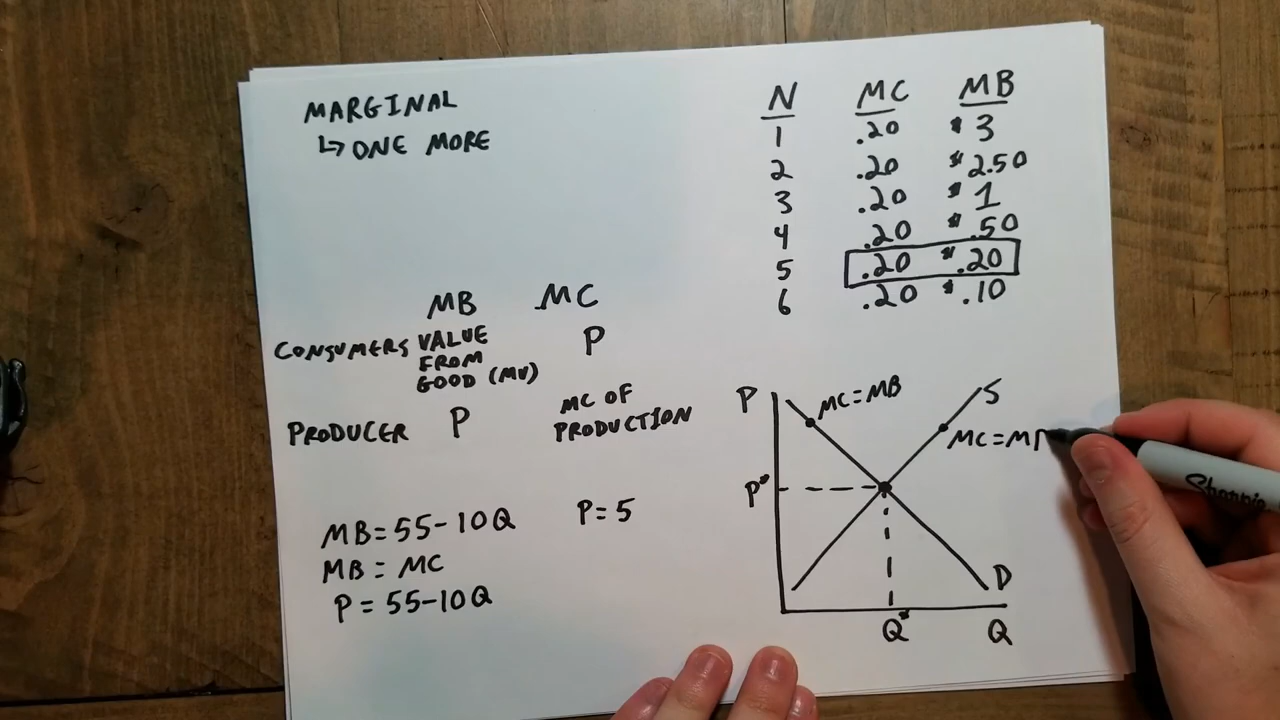 MARGINAL
↳ ONE MORE
N MC MB
1 .20 $3
2 .20 $2.50
3 .20 $1
4 .20 $.50
5 .20 $.20
6 .20 $.10
MB MC
CONSUMERS VALUE FROM GOOD (MV) P
PRODUCER P MC OF PRODUCTION
MB=55-10Q P=5
MB=MC
P=55-10Q
P MC=MB S
MC=M
P*
D
Q* Q
Sharpie